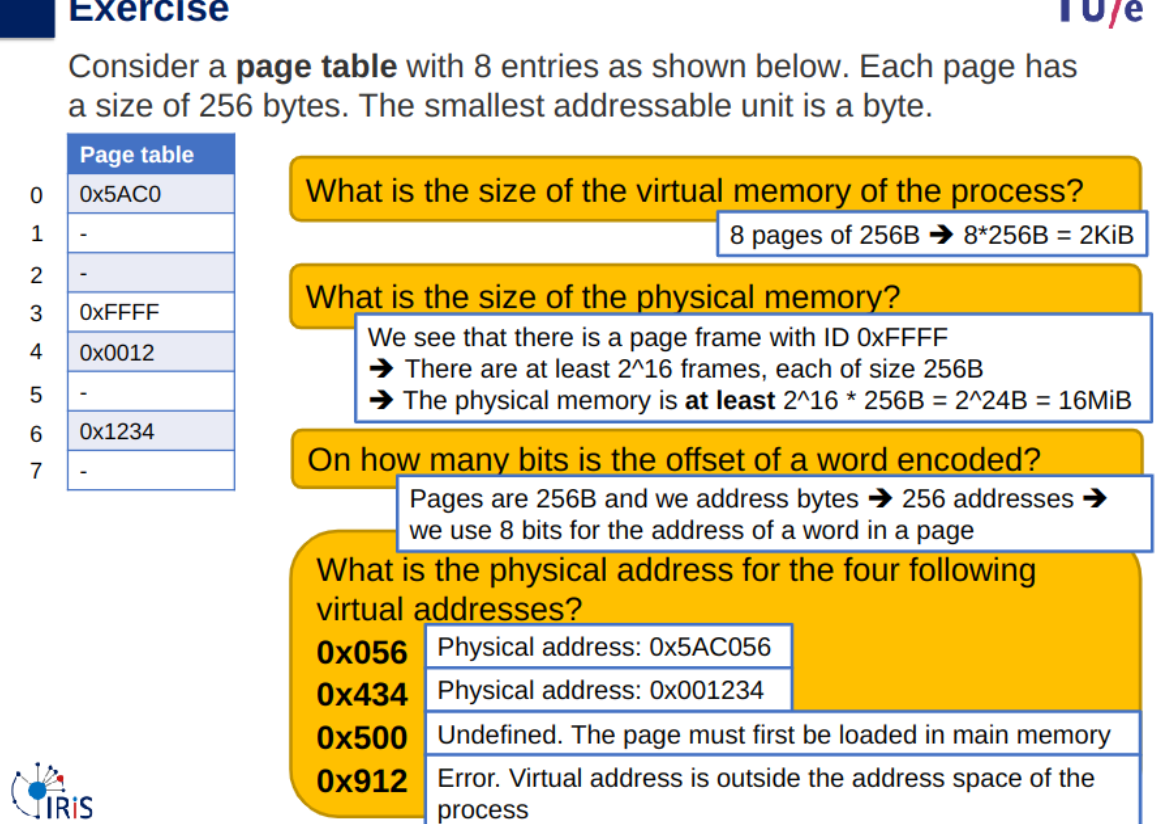 Exercise
TU/e
Consider a page table with 8 entries as shown below. Each page has
a size of 256 bytes. The smallest addressable unit is a byte.
Page table
0 0x5AC0
1 -
2 -
3 0xFFFF
4 0x0012
5 -
6 0x1234
7 -
What is the size of the virtual memory of the process?
8 pages of 256B ➔ 8*256B = 2KiB
What is the size of the physical memory?
We see that there is a page frame with ID 0xFFFF
➔ There are at least 2^16 frames, each of size 256B
➔ The physical memory is at least 2^16 * 256B = 2^24B = 16MiB
On how many bits is the offset of a word encoded?
Pages are 256B and we address bytes ➔ 256 addresses ➔
we use 8 bits for the address of a word in a page
What is the physical address for the four following
virtual addresses?
0x056 Physical address: 0x5AC056
0x434 Physical address: 0x001234
0x500 Undefined. The page must first be loaded in main memory
0x912 Error. Virtual address is outside the address space of the
process
IRiS